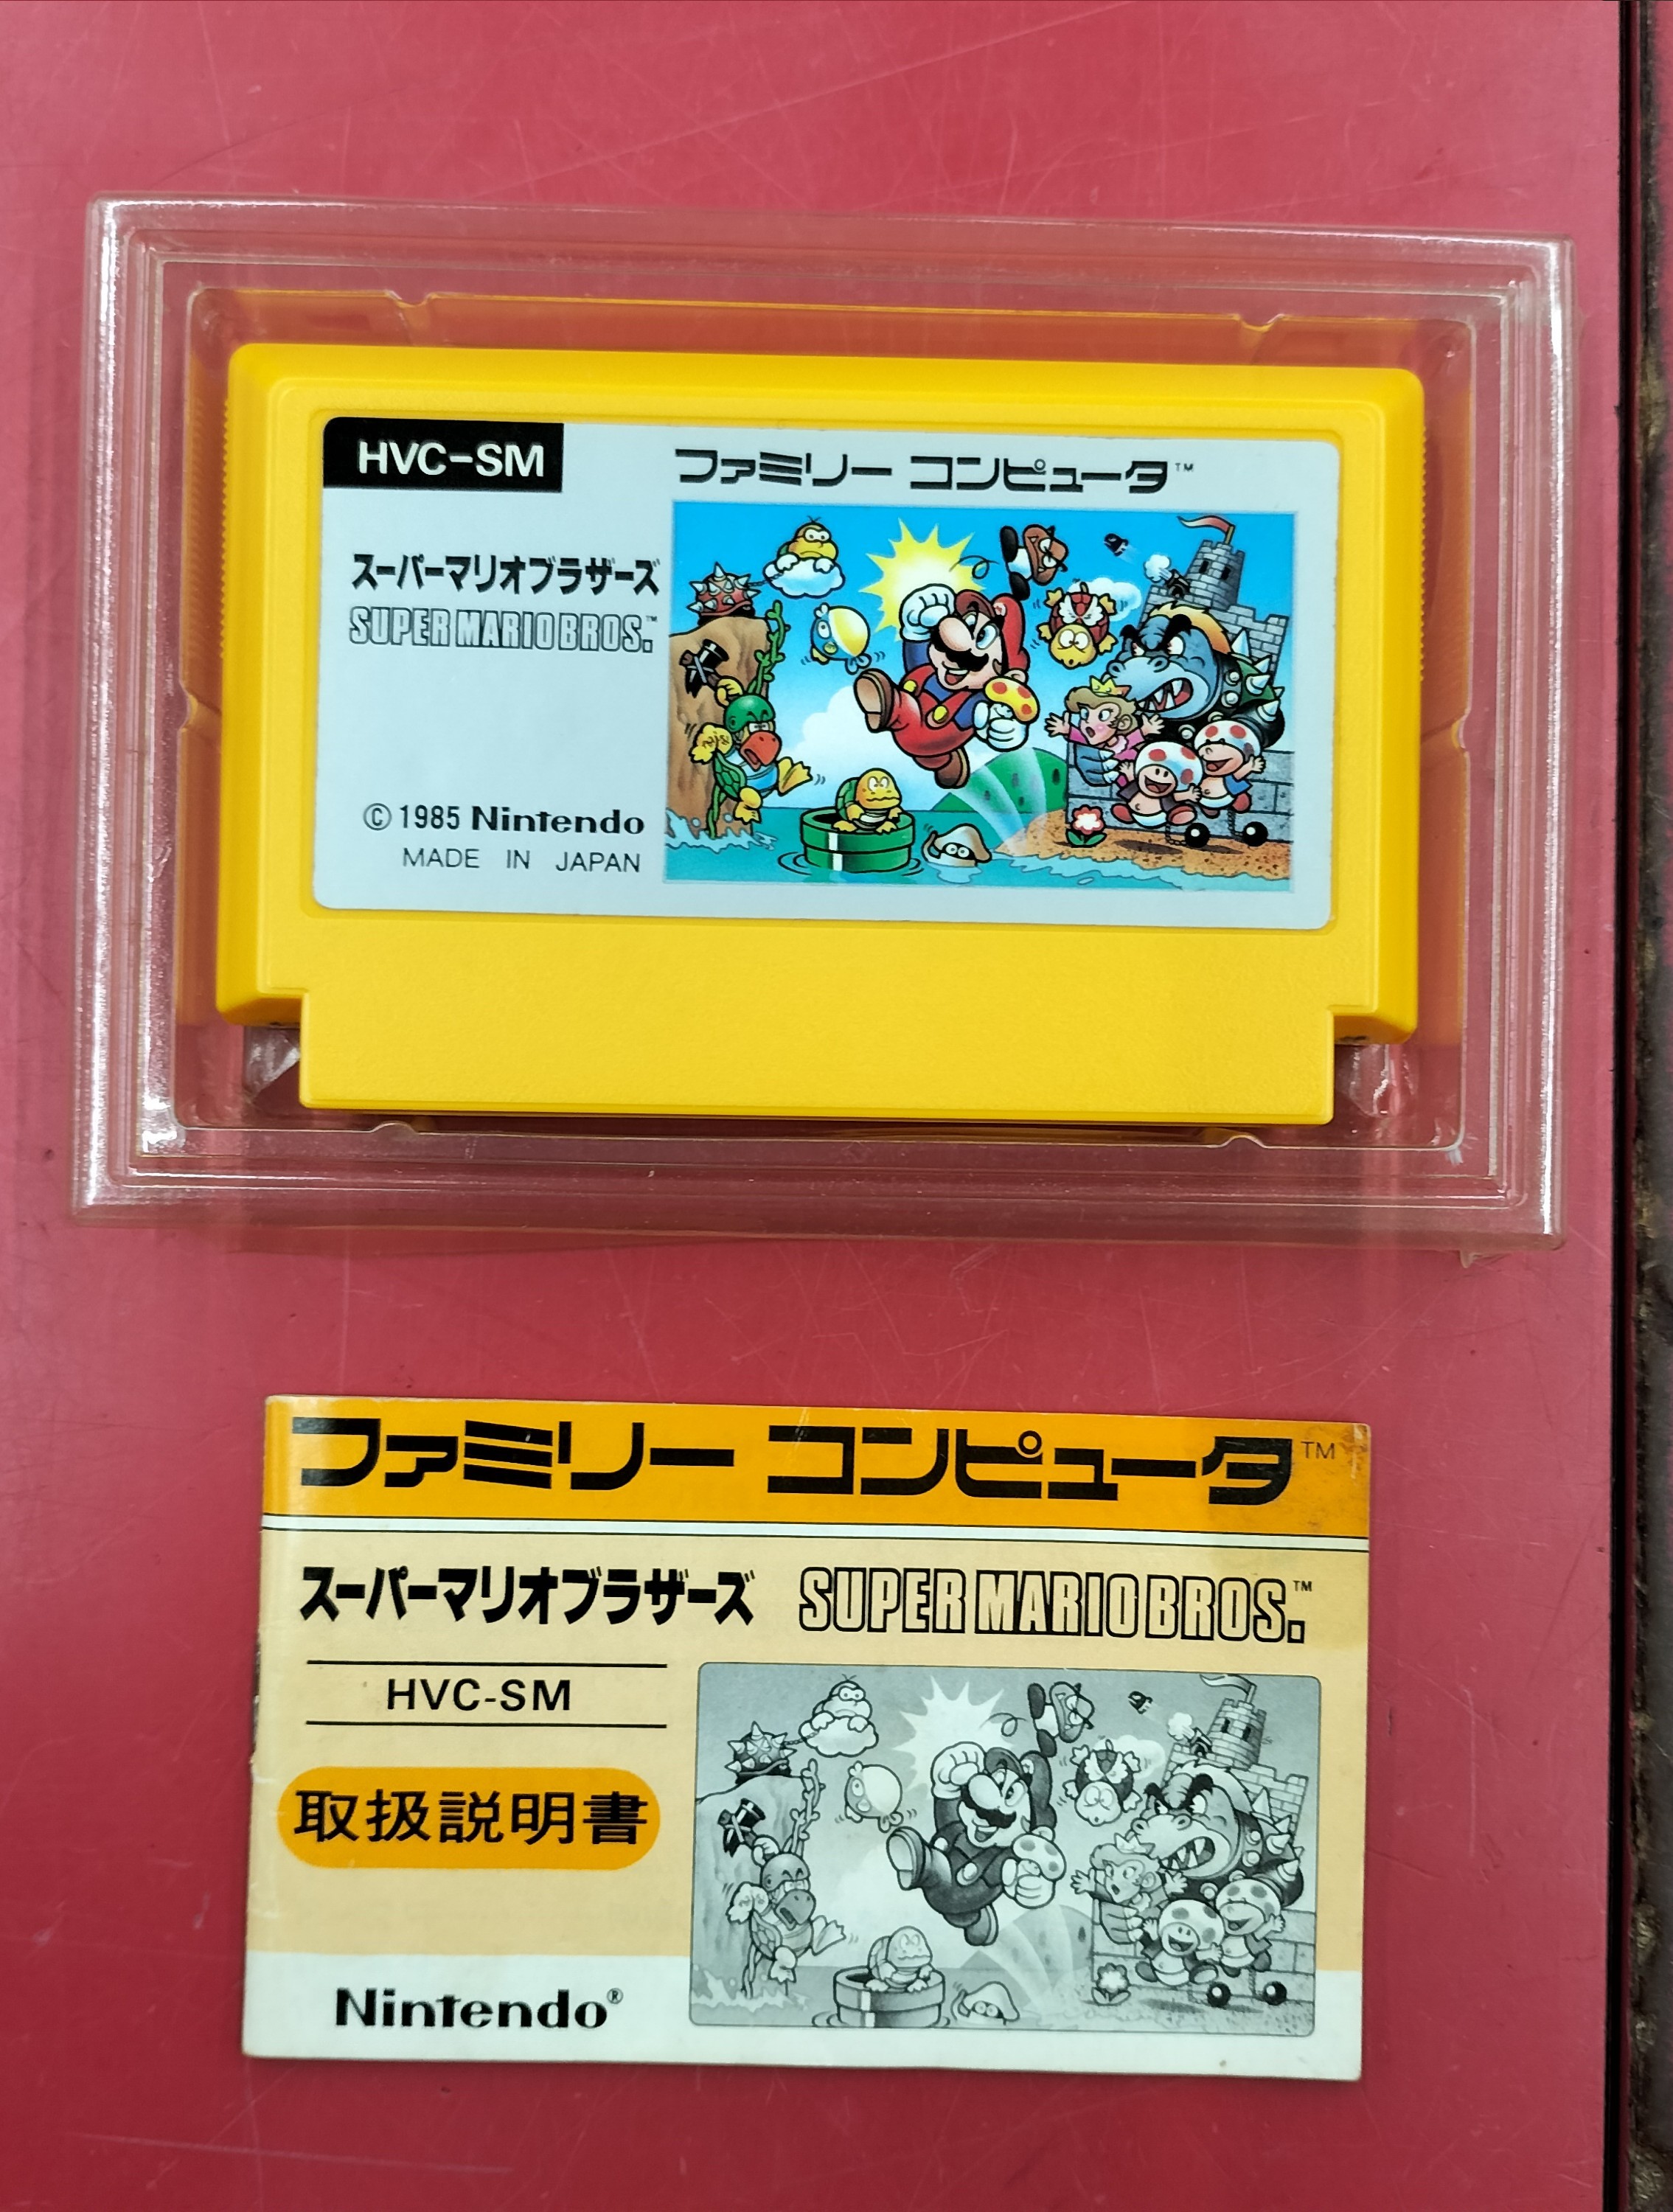 HVC-SM
ファミリー コンピュータ™
スーパーマリオブラザーズ
SUPER MARIO BROS.™
© 1985 Nintendo
MADE IN JAPAN
ファミリー コンピュータ™
スーパーマリオブラザーズ SUPER MARIO BROS.™
HVC-SM
取扱説明書
Nintendo®